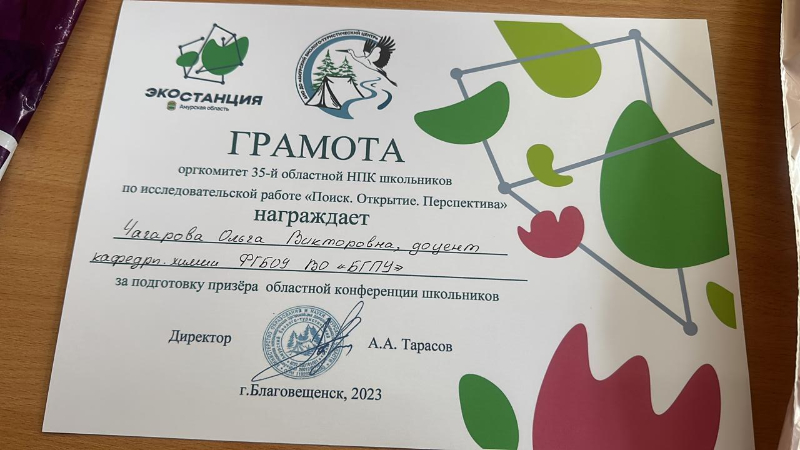 ЭКОСТАНЦИЯ
Амурская область
ГРАМОТА
оргкомитет 35-й областной НПК школьников
по исследовательской работе «Поиск. Открытие. Перспектива»
награждает
Чагарова Ольга Викторовна, доцент
кафедры химии ФГБОУ ВО «БГПУ»
за подготовку призёра областной конференции школьников
Директор
А.А. Тарасов
г.Благовещенск, 2023